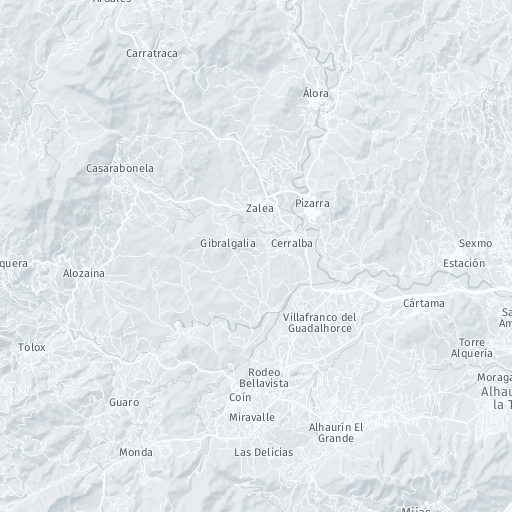 Carratraca
Álora
Casarabonela
Zalea
Pizarra
Gibralgalia
Cerralba
Sexmo
Estación
quera
Alozaina
Cártama
Villafranco del
Guadalhorce
Tolox
Torre
Alquería
Rodeo
Bellavista
Coín
Guaro
Miravalle
Alhaurín El
Grande
Monda
Las Delicias